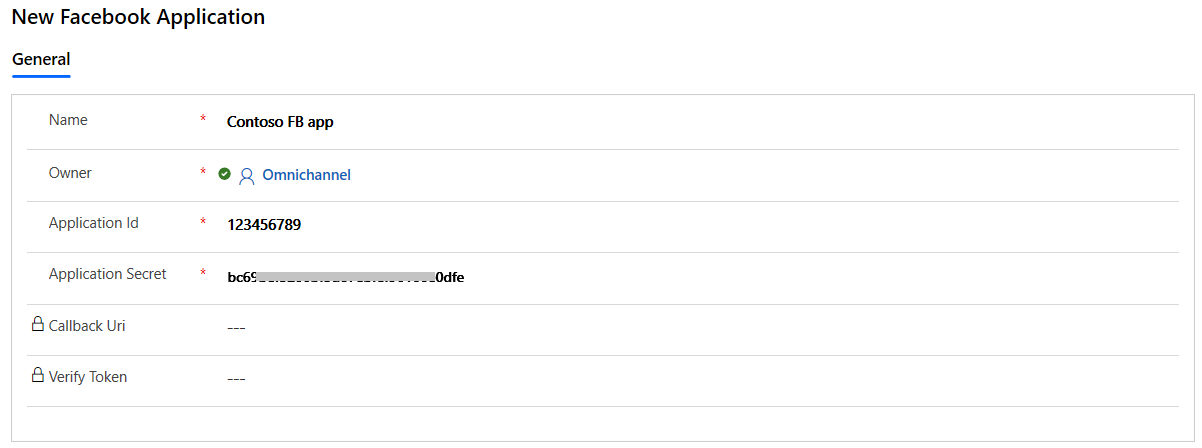 New Facebook Application
General
Name * Contoso FB app
Owner * Omnichannel
Application Id * 123456789
Application Secret * bc69 0dfe
Callback Uri ---
Verify Token ---